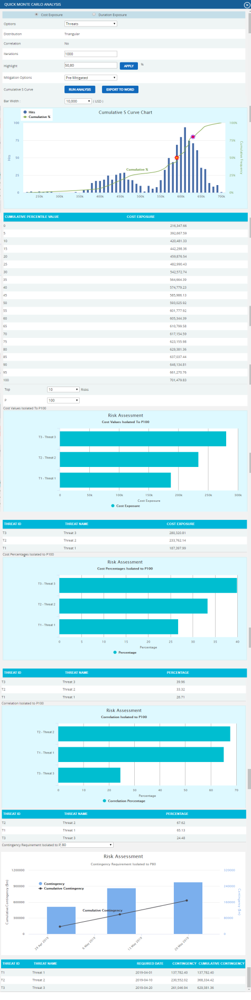 QUICK MONTE CARLO ANALYSIS
Cost Exposure Duration Exposure
Options Threats
Distribution Triangular
Correlation No
Iterations 1000
Highlight 50,80 APPLY %
Mitigation Options Pre-Mitigated
Cumulative S Curve RUN ANALYSIS EXPORT TO WORD
Bar Width : 10,000 ( USD )
Cumulative S Curve Chart
Hits
Cumulative %
100 100%
75 75%
50 50%
25 25%
0 0%
Hits
Cumulative Frequency
Cumulative %
250k 300k 350k 400k 450k 500k 550k 600k 650k 700k
CUMULATIVE PERCENTILE VALUE COST EXPOSURE
0 216,347.66
5 392,667.59
10 420,481.33
15 442,298.36
20 459,876.54
25 482,990.43
30 542,572.74
35 564,664.39
40 574,779.23
45 585,986.13
50 593,025.92
55 601,777.92
60 605,344.39
65 610,799.58
70 617,154.59
75 623,155.98
80 629,381.36
85 637,037.44
90 646,134.81
95 661,270.76
100 701,479.83
Top 10 Risks
P 100
Cost Values Isolated To P100
Risk Assessment
Cost Values Isolated To P100
T3 - Threat 3
T2 - Threat 2
T1 - Threat 1
0 50k 100k 150k 200k 250k 300k
Cost Exposure
Cost Exposure
THREAT ID THREAT NAME COST EXPOSURE
T3 Threat 3 280,320.81
T2 Threat 2 233,762.14
T1 Threat 1 187,397.99
Cost Percentages Isolated to P100
Risk Assessment
Cost Percentages Isolated to P100
T3 - Threat 3
T2 - Threat 2
T1 - Threat 1
0 5 10 15 20 25 30 35 40
Percentage
Percentage
THREAT ID THREAT NAME PERCENTAGE
T3 Threat 3 39.96
T2 Threat 2 33.32
T1 Threat 1 26.71
Correlation Isolated to P100
Risk Assessment
Correlation Isolated to P100
T2 - Threat 2
T1 - Threat 1
T3 - Threat 3
0 10 20 30 40 50 60 70
Percentage
Correlation Percentage
THREAT ID THREAT NAME PERCENTAGE
T2 Threat 2 67.62
T1 Threat 1 65.13
T3 Threat 3 24.48
Contingency Requirement Isolated to P 80
Risk Assessment
Contingency Requirement Isolated to P80
Contingency
Cumulative Contingency
1200000 320000
900000 240000
600000 160000
300000 80000
0 0
Cumulative Contingency ($m)
Contingency ($m)
Cumulative Contingency
29 Apr 2019 6 May 2019 13 May 2019 20 May 2019
THREAT ID THREAT NAME REQUIRED DATE CONTINGENCY CUMULATIVE CONTINGENCY
T1 Threat 1 2019-04-01 137,782.40 137,782.40
T2 Threat 2 2019-04-10 230,552.02 368,334.42
T3 Threat 3 2019-04-20 261,046.94 629,381.36